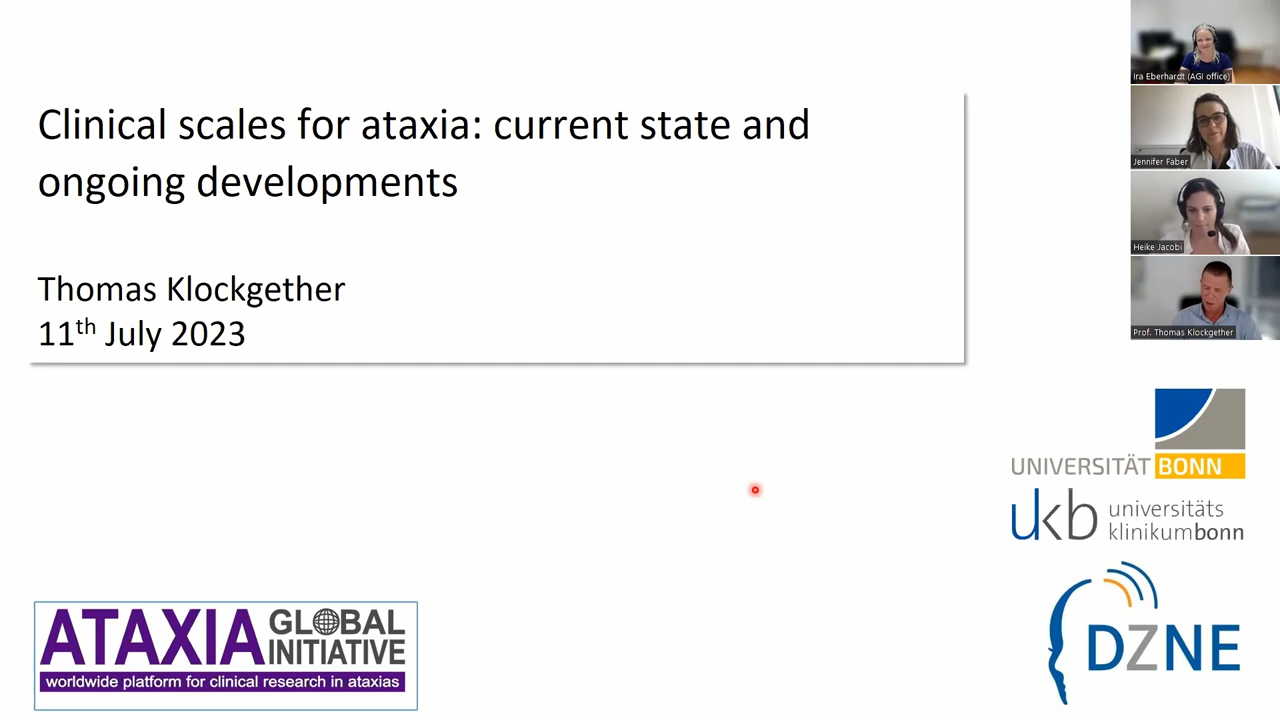 Clinical scales for ataxia: current state and
ongoing developments
Thomas Klockgether
11th July 2023
Ira Eberhardt (AGI office)
Jennifer Faber
Heike Jacobi
Prof. Thomas Klockgether
UNIVERSITÄT BONN
ukb universitäts
klinikumbonn
DZNE
ATAXIA GLOBAL
INITIATIVE
worldwide platform for clinical research in ataxias